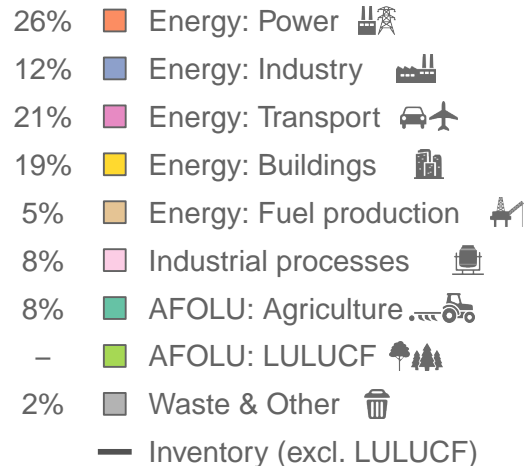 26% Energy: Power
12% Energy: Industry
21% Energy: Transport
19% Energy: Buildings
5% Energy: Fuel production
8% Industrial processes
8% AFOLU: Agriculture
– AFOLU: LULUCF
2% Waste & Other
Inventory (excl. LULUCF)